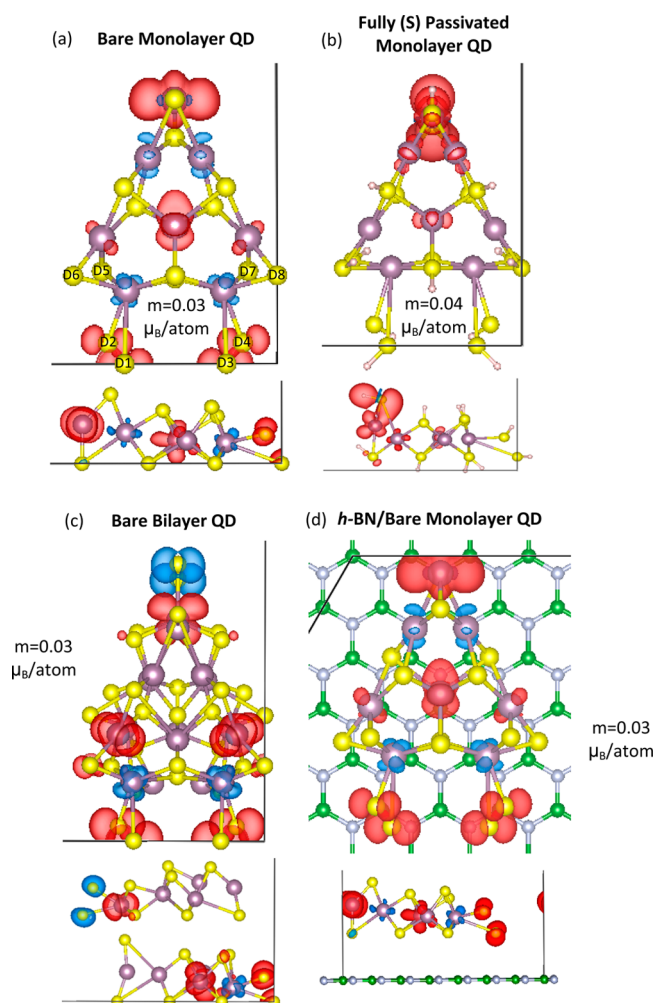 (a) Bare Monolayer QD
(b) Fully (S) Passivated
Monolayer QD
D6 D5 D7 D8
m=0.03
μB/atom
D2 D4
D1 D3
m=0.04
μB/atom
(c) Bare Bilayer QD
m=0.03
μB/atom
(d) h-BN/Bare Monolayer QD
m=0.03
μB/atom